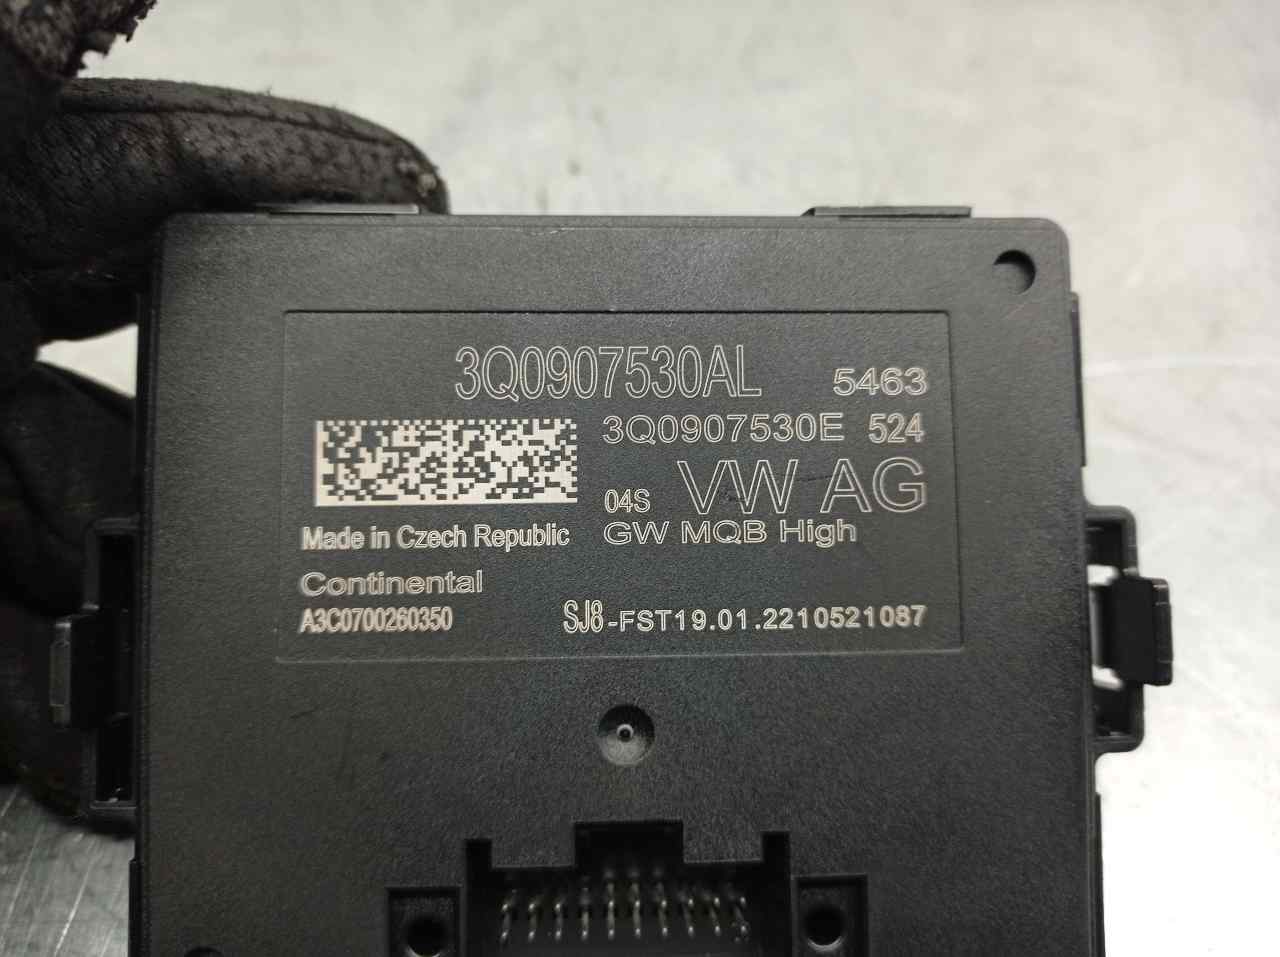 3Q0907530AL 5463
3Q0907530E 524
04S VW AG
Made in Czech Republic GW MQB High
Continental
A3C0700260350 SJ8-FST19.01.2210521087